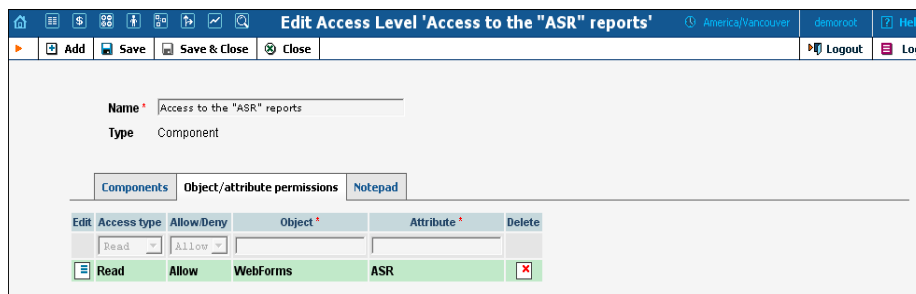 Edit Access Level 'Access to the "ASR" reports' America/Vancouver demoroot ? Hel
Add Save Save & Close Close Logout Lo
Name * Access to the "ASR" reports
Type Component
Components Object/attribute permissions Notepad
Edit Access type Allow/Deny Object * Attribute * Delete
Read Allow
Read Allow WebForms ASR